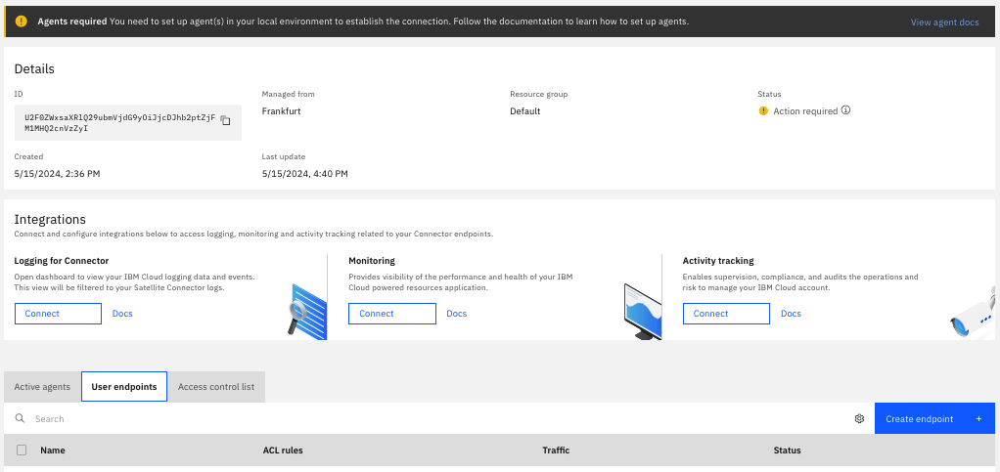 Agents required You need to set up agent(s) in your local environment to establish the connection. Follow the documentation to learn how to set up agents.
View agent docs
Details
ID
Managed from
Resource group
Status
U2F0ZWxsaXRlQ29ubmVjdG9yOiJjcDJhb2ptZjF
M1MHQ2cnVzZyI
Frankfurt
Default
Action required
Created
Last update
5/15/2024, 2:36 PM
5/15/2024, 4:40 PM
Integrations
Connect and configure integrations below to access logging, monitoring and activity tracking related to your Connector endpoints.
Logging for Connector
Open dashboard to view your IBM Cloud logging data and events.
This view will be filtered to your Satellite Connector logs.
Connect
Docs
Monitoring
Provides visibility of the performance and health of your IBM
Cloud powered resources application.
Connect
Docs
Activity tracking
Enables supervision, compliance, and audits the operations and
risk to manage your IBM Cloud account.
Connect
Docs
Active agents
User endpoints
Access control list
Search
Create endpoint +
Name
ACL rules
Traffic
Status